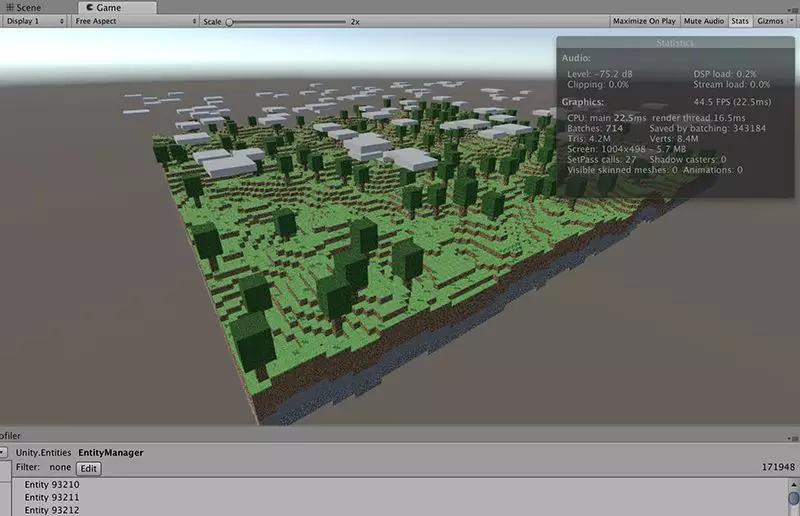 Scene Game
Display 1 Free Aspect Scale 2x Maximize On Play Mute Audio Stats Gizmos
Statistics
Audio:
Level: -75.2 dB DSP load: 0.2%
Clipping: 0.0% Stream load: 0.0%
Graphics: 44.5 FPS (22.5ms)
CPU: main 22.5ms render thread 16.5ms
Batches: 714 Saved by batching: 343184
Tris: 4.2M Verts: 8.4M
Screen: 1004x498 - 5.7 MB
SetPass calls: 27 Shadow casters: 0
Visible skinned meshes: 0 Animations: 0
ofiler
Unity.Entities EntityManager
Filter: none Edit 171948
Entity 93210
Entity 93211
Entity 93212